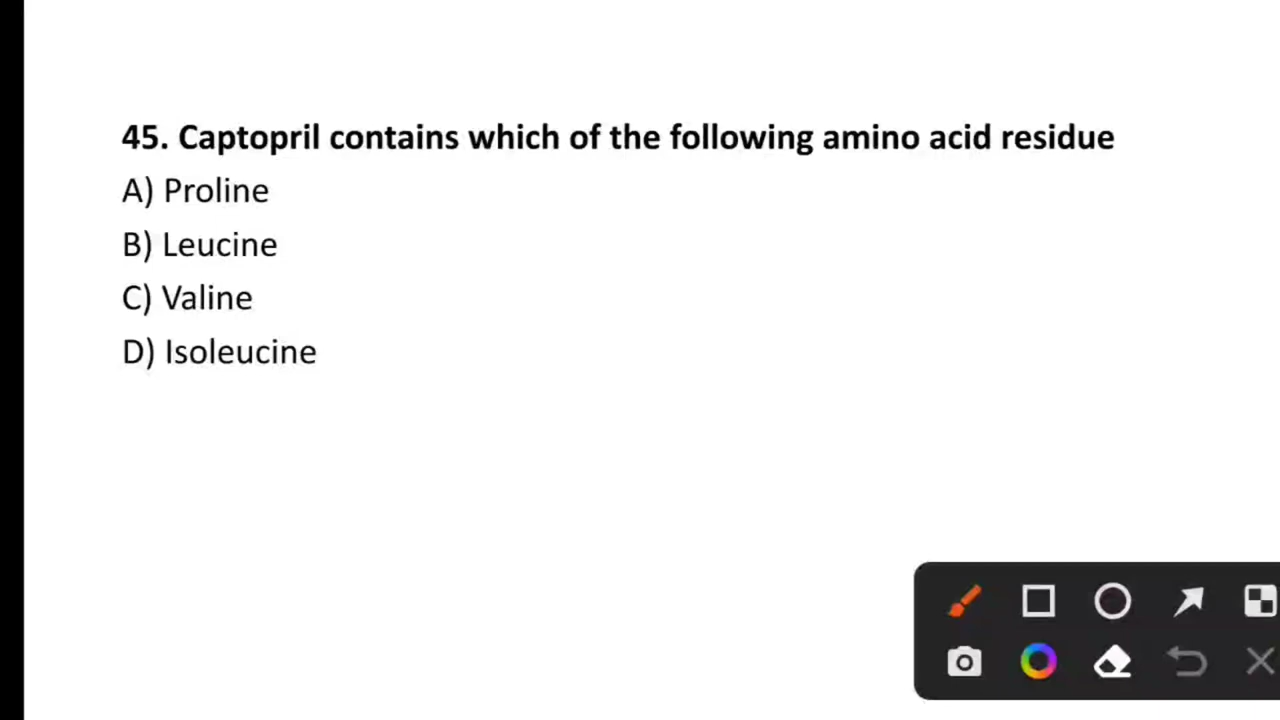 45. Captopril contains which of the following amino acid residue
A) Proline
B) Leucine
C) Valine
D) Isoleucine